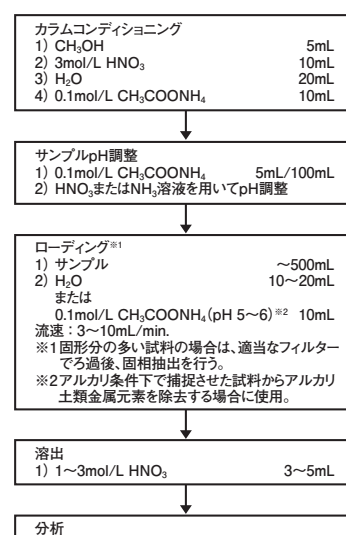 カラムコンディショニング
1) CH₃OH 5mL
2) 3mol/L HNO₃ 10mL
3) H₂O 20mL
4) 0.1mol/L CH₃COONH₄ 10mL
サンプルpH調整
1) 0.1mol/L CH₃COONH₄ 5mL/100mL
2) HNO₃またはNH₃溶液を用いてpH調整
ローディング※1
1) サンプル ~500mL
2) H₂O 10~20mL
または
0.1mol/L CH₃COONH₄(pH 5~6)※2 10mL
流速：3~10mL/min.
※1固形分の多い試料の場合は、適当なフィルター
でろ過後、固相抽出を行う。
※2アルカリ条件下で捕捉させた試料からアルカリ
土類金属元素を除去する場合に使用。
溶出
1) 1~3mol/L HNO₃ 3~5mL
分析